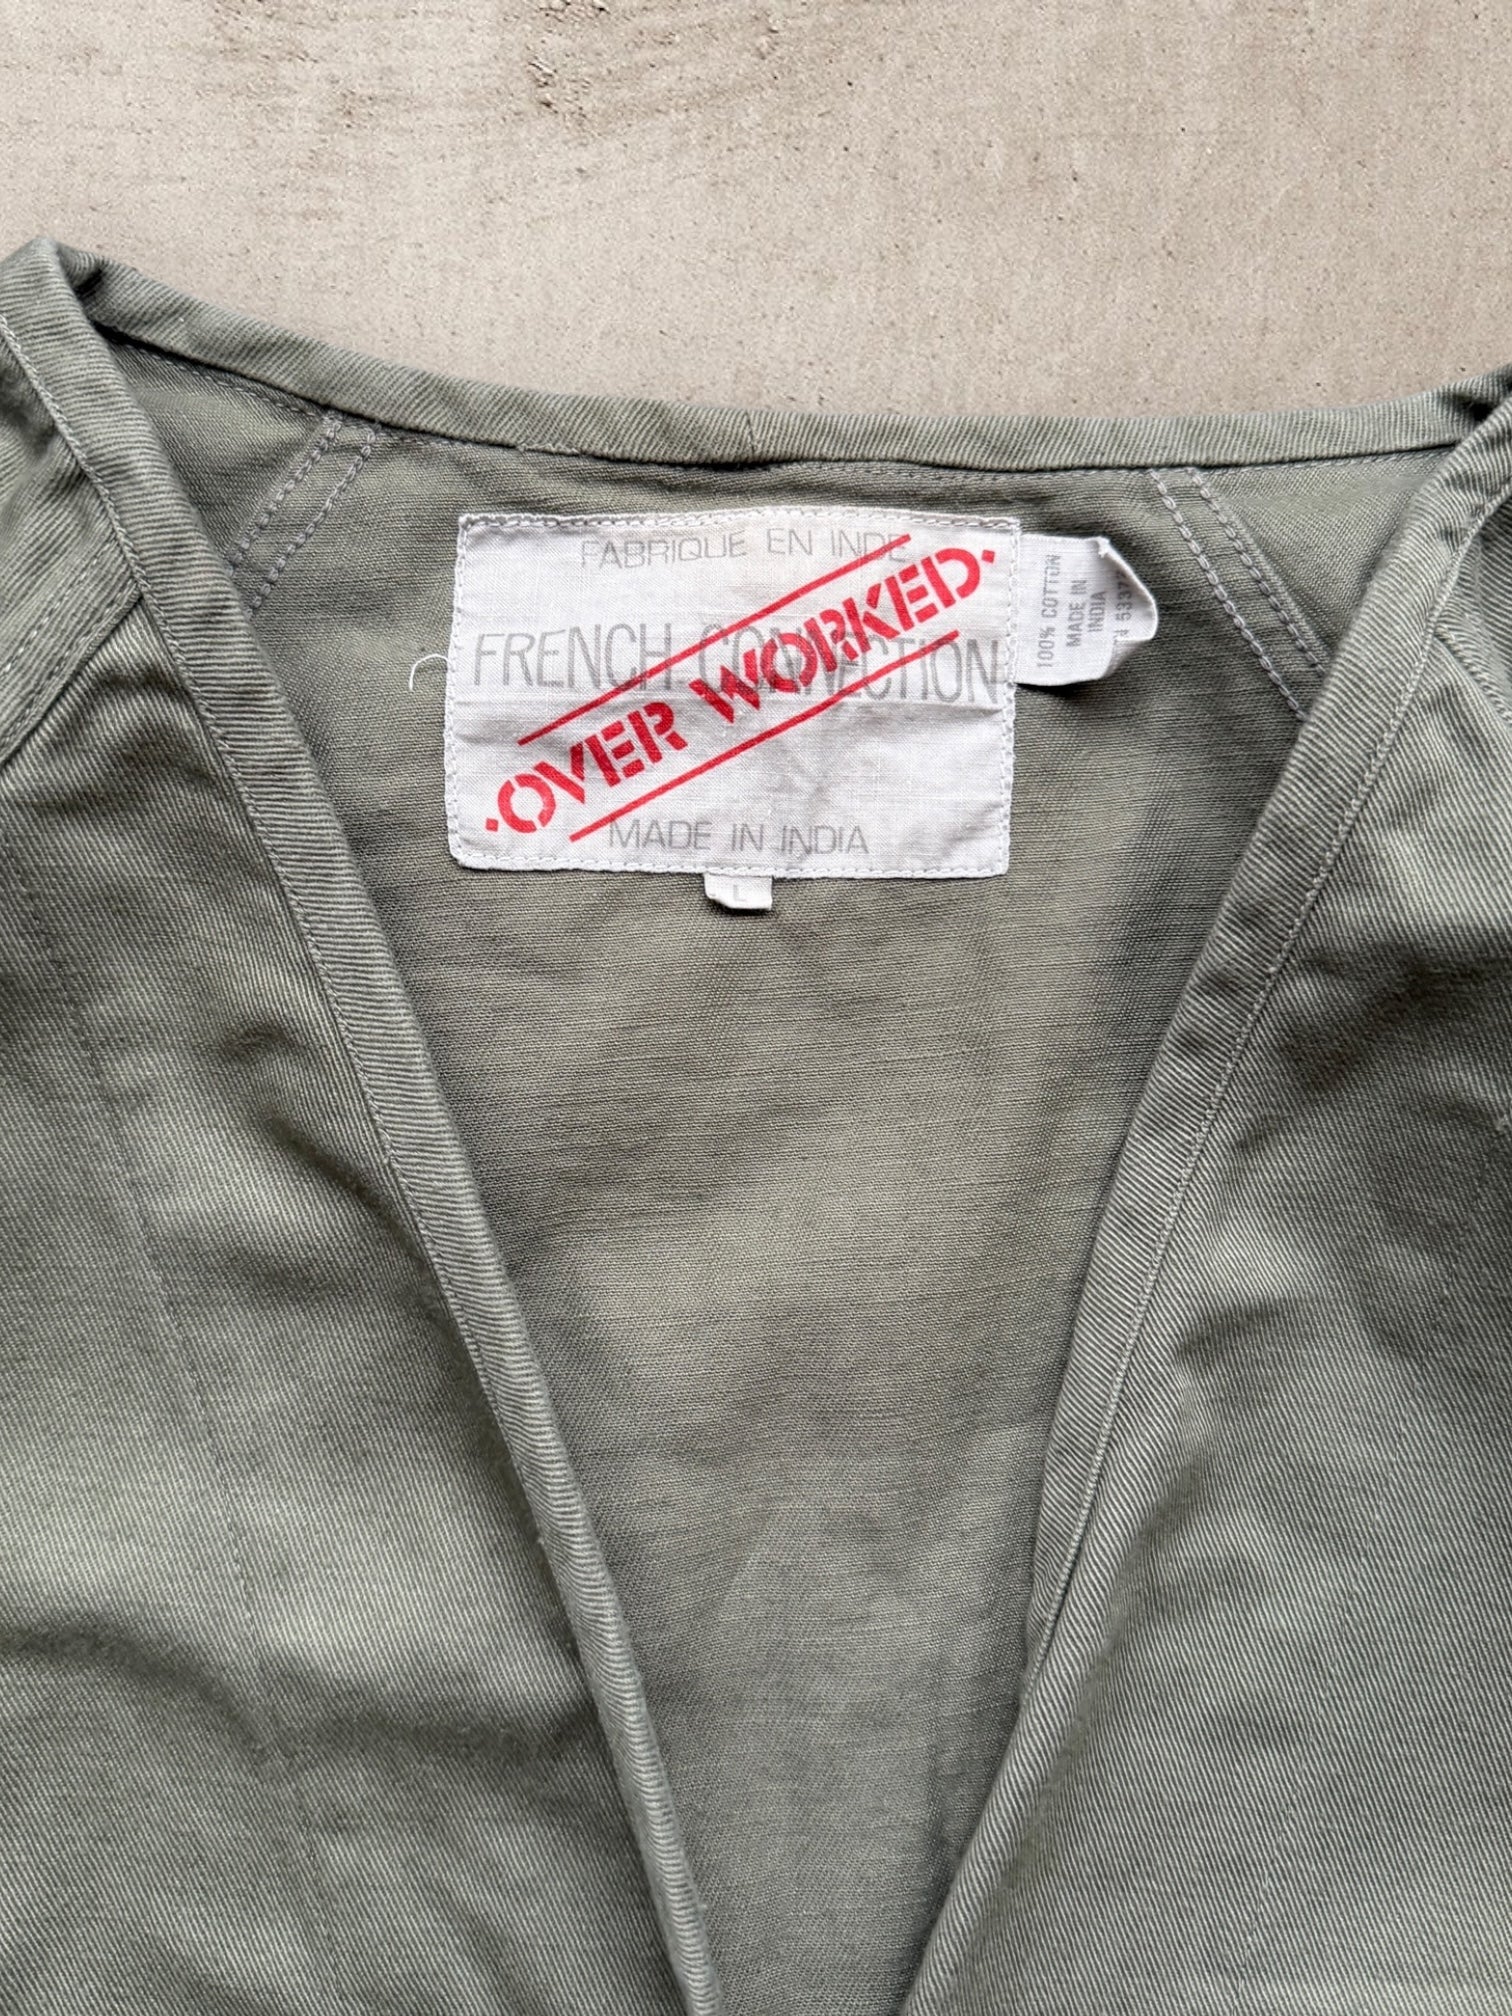 FABRIQUE EN INDE
FRENCH CONNECTION
·OVER WORKED·
MADE IN INDIA
L
100% COTTON
MADE IN
INDIA